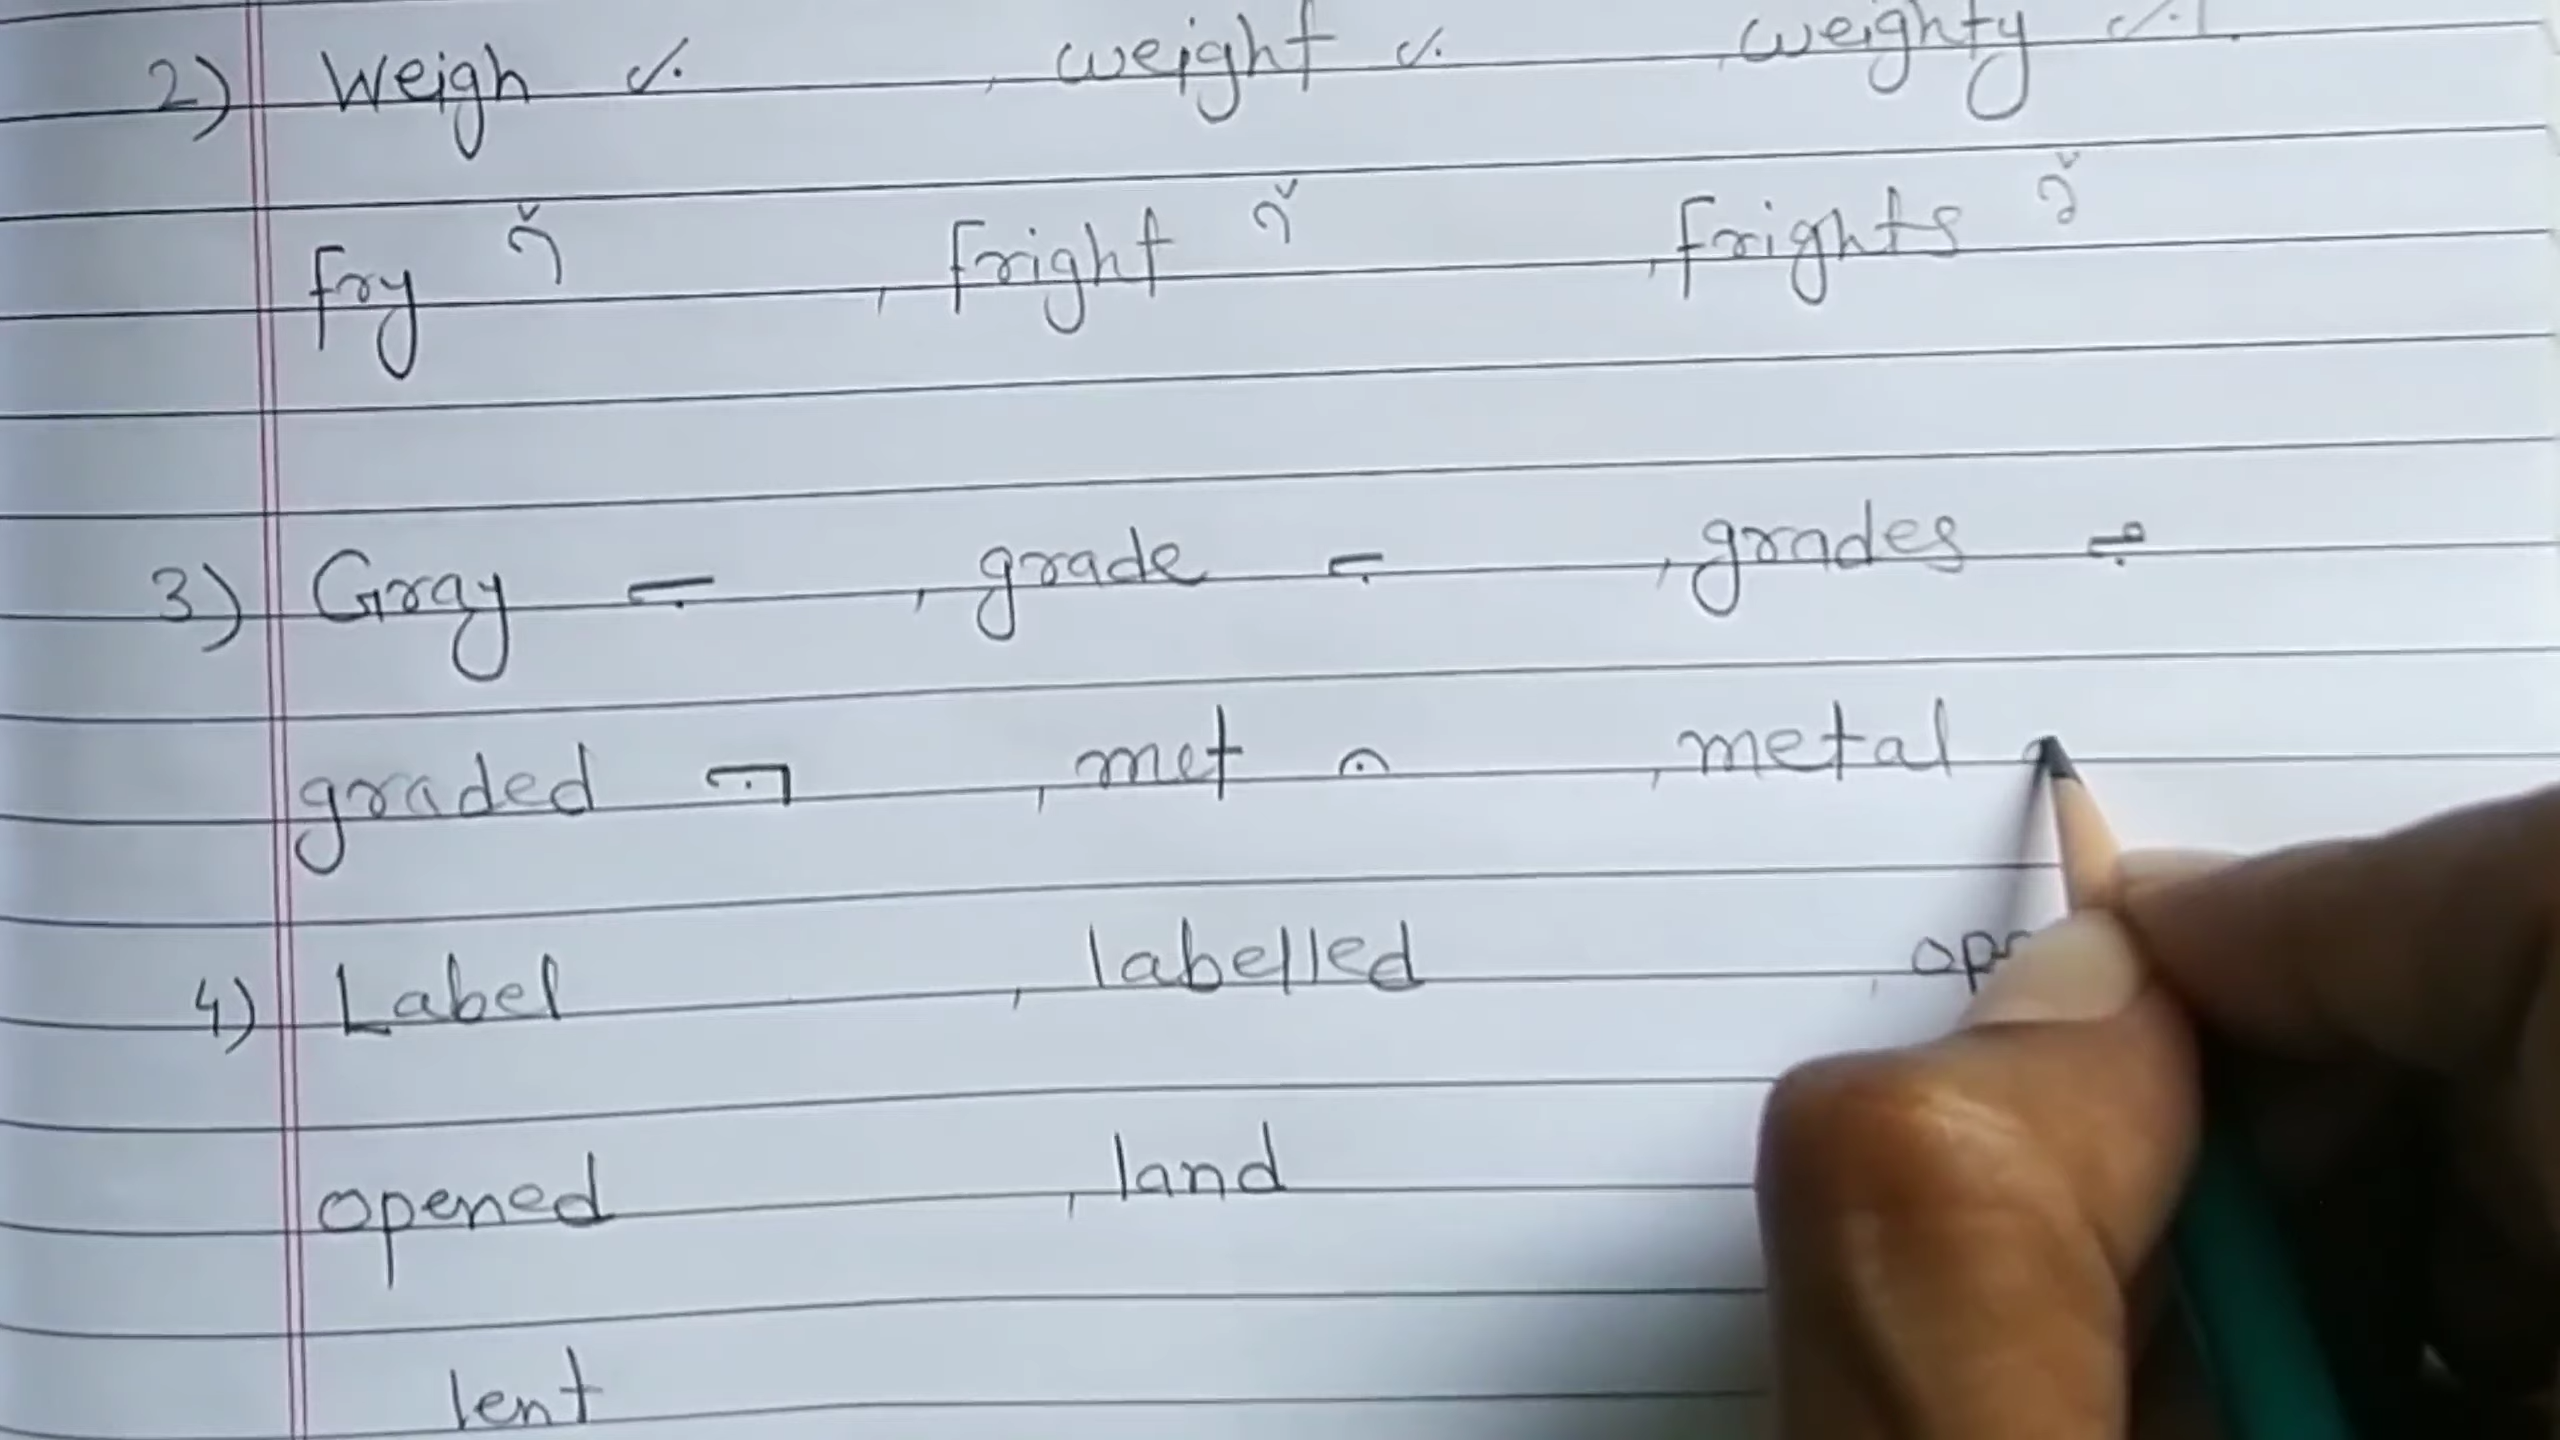 2) Weigh , weight , weighty
fry , fright , frights
3) Gray , grade , grades
graded , met , metal
4) Label , labelled ,
opened , land
lent